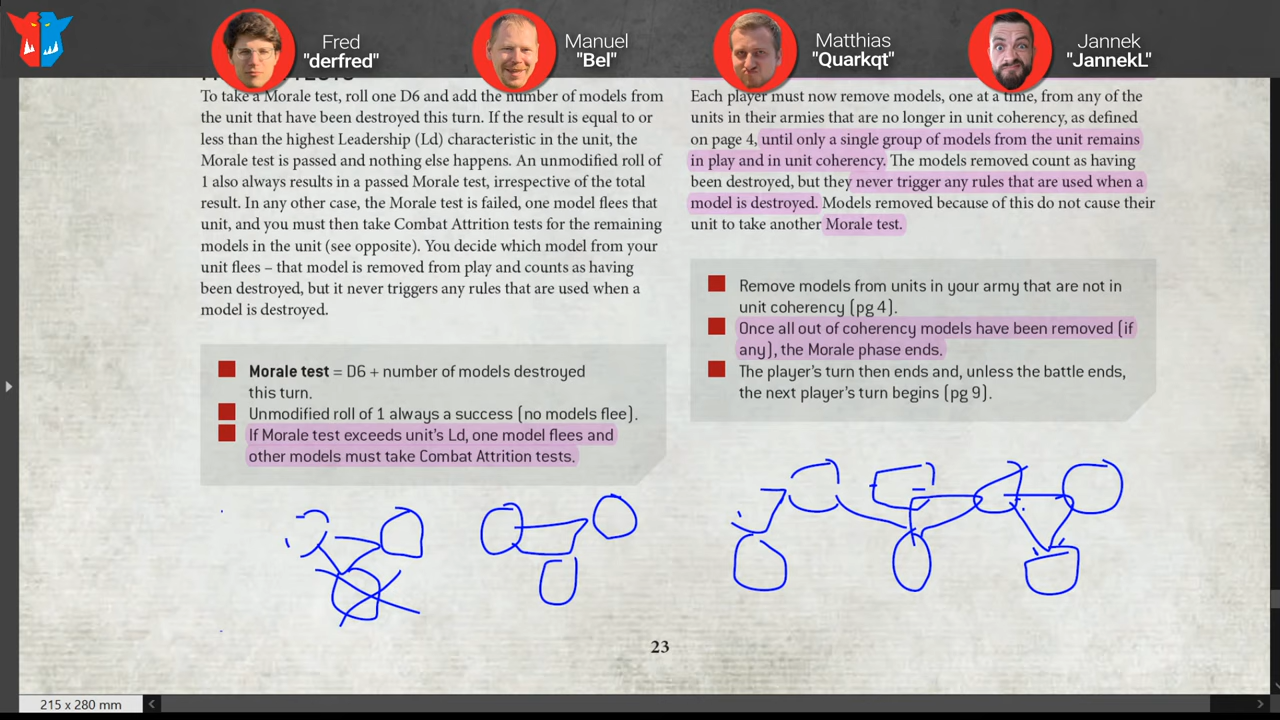 Fred
"derfred"
Manuel
"Bel"
Matthias
"Quarkqt"
Jannek
"JannekL"
To take a Morale test, roll one D6 and add the number of models from
the unit that have been destroyed this turn. If the result is equal to or
less than the highest Leadership (Ld) characteristic in the unit, the
Morale test is passed and nothing else happens. An unmodified roll of
1 also always results in a passed Morale test, irrespective of the total
result. In any other case, the Morale test is failed, one model flees that
unit, and you must then take Combat Attrition tests for the remaining
models in the unit (see opposite). You decide which model from your
unit flees – that model is removed from play and counts as having
been destroyed, but it never triggers any rules that are used when a
model is destroyed.
Morale test = D6 + number of models destroyed
this turn.
Unmodified roll of 1 always a success (no models flee).
If Morale test exceeds unit's Ld, one model flees and
other models must take Combat Attrition tests.
Each player must now remove models, one at a time, from any of the
units in their armies that are no longer in unit coherency, as defined
on page 4, until only a single group of models from the unit remains
in play and in unit coherency. The models removed count as having
been destroyed, but they never trigger any rules that are used when a
model is destroyed. Models removed because of this do not cause their
unit to take another Morale test.
Remove models from units in your army that are not in
unit coherency (pg 4).
Once all out of coherency models have been removed (if
any), the Morale phase ends.
The player's turn then ends and, unless the battle ends,
the next player's turn begins (pg 9).
23
215 x 280 mm